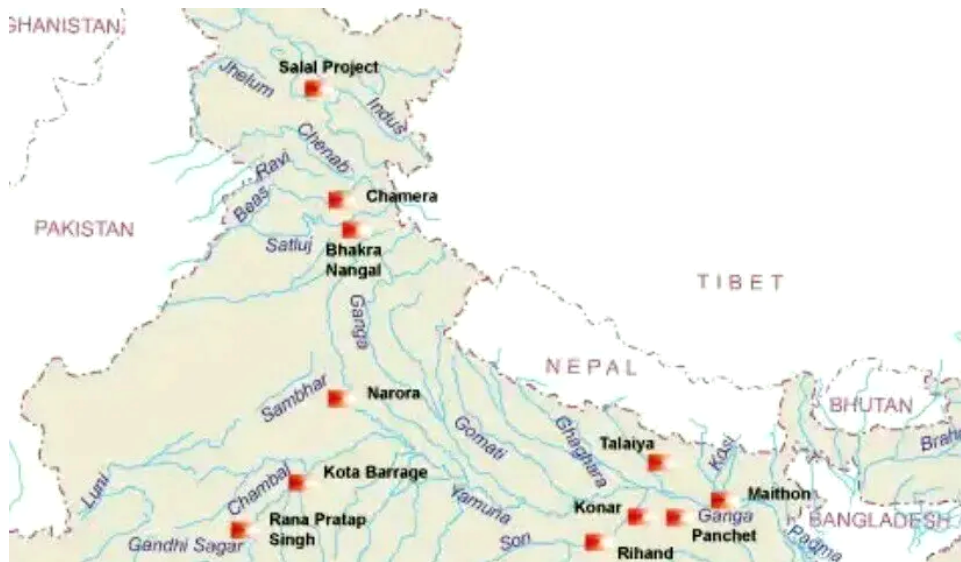 GHANISTAN
Salal Project
Jhelum
Indus
Chenab
Ravi
Chamera
Beas
PAKISTAN
Satluj
Bhakra
Nangal
TIBET
Ganga
NEPAL
Narora
Sambhar
BHUTAN
Gomati
Ghaghara
Talaiya
Kosi
Brahm
Luni
Chambal
Kota Barrage
Yamuna
Maithon
Konar
Ganga
BANGLADESH
Rana Pratap
Singh
Panchet
Padma
Gandhi Sagar
Son
Rihand